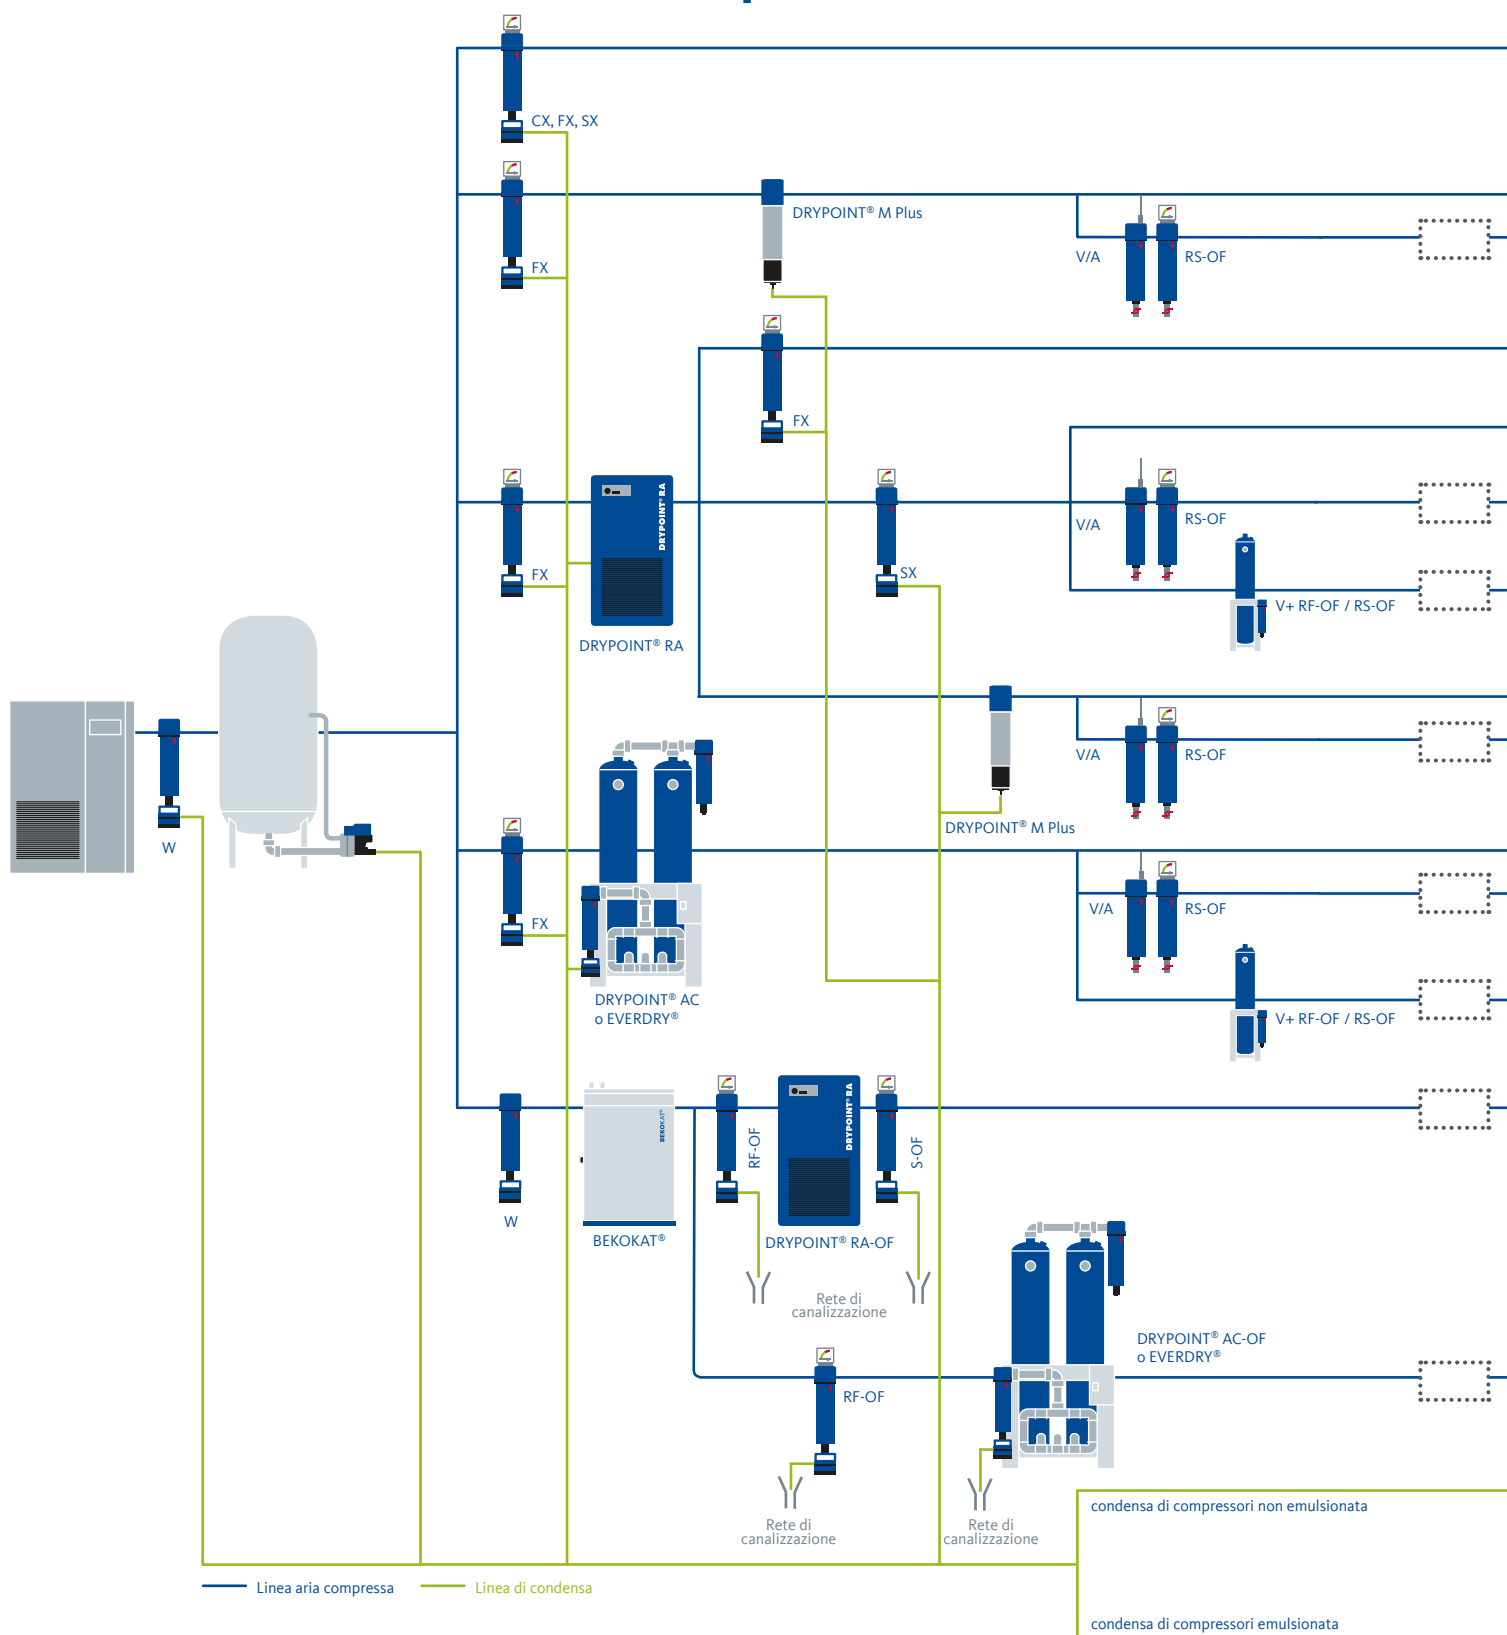 CX, FX, SX
DRYPOINT® M Plus
V/A
RS-OF
FX
FX
DRYPOINT® RA
V/A
RS-OF
FX
SX
V+ RF-OF / RS-OF
DRYPOINT® RA
V/A
RS-OF
W
DRYPOINT® M Plus
V/A
RS-OF
FX
DRYPOINT® AC
o EVERDRY®
V+ RF-OF / RS-OF
BEKOKAT®
RF-OF
DRYPOINT® RA
S-OF
W
BEKOKAT®
DRYPOINT® RA-OF
Rete di
canalizzazione
DRYPOINT® AC-OF
o EVERDRY®
RF-OF
Rete di
canalizzazione
Rete di
canalizzazione
condensa di compressori non emulsionata
Linea aria compressa
Linea di condensa
condensa di compressori emulsionata